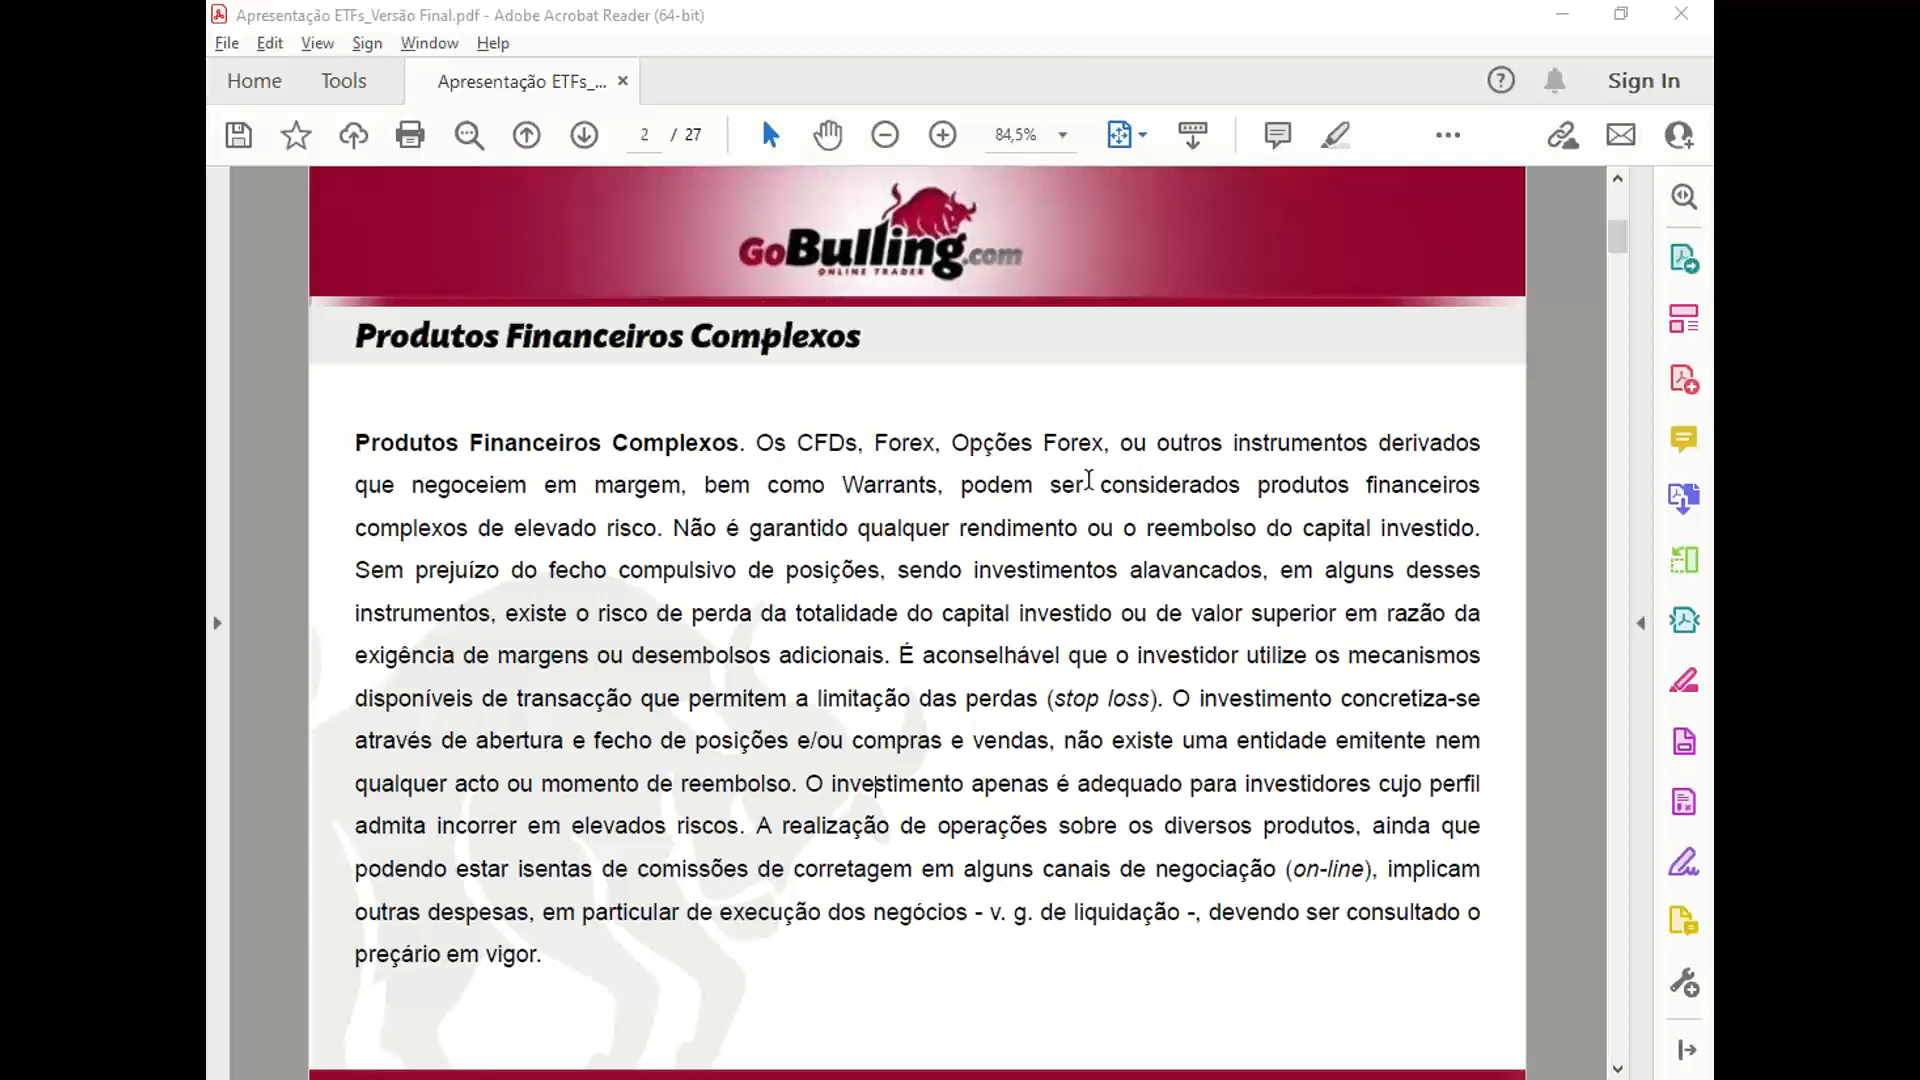 Apresentação ETFs_Versão Final.pdf - Adobe Acrobat Reader (64-bit)
File Edit View Sign Window Help
Home Tools Apresentação ETFs_... × Sign In
2 / 27 84,5%
GoBulling.com
ONLINE TRADER
Produtos Financeiros Complexos
Produtos Financeiros Complexos. Os CFDs, Forex, Opções Forex, ou outros instrumentos derivados
que negoceiem em margem, bem como Warrants, podem ser considerados produtos financeiros
complexos de elevado risco. Não é garantido qualquer rendimento ou o reembolso do capital investido.
Sem prejuízo do fecho compulsivo de posições, sendo investimentos alavancados, em alguns desses
instrumentos, existe o risco de perda da totalidade do capital investido ou de valor superior em razão da
exigência de margens ou desembolsos adicionais. É aconselhável que o investidor utilize os mecanismos
disponíveis de transacção que permitem a limitação das perdas (stop loss). O investimento concretiza-se
através de abertura e fecho de posições e/ou compras e vendas, não existe uma entidade emitente nem
qualquer acto ou momento de reembolso. O investimento apenas é adequado para investidores cujo perfil
admita incorrer em elevados riscos. A realização de operações sobre os diversos produtos, ainda que
podendo estar isentas de comissões de corretagem em alguns canais de negociação (on-line), implicam
outras despesas, em particular de execução dos negócios - v. g. de liquidação -, devendo ser consultado o
preçário em vigor.